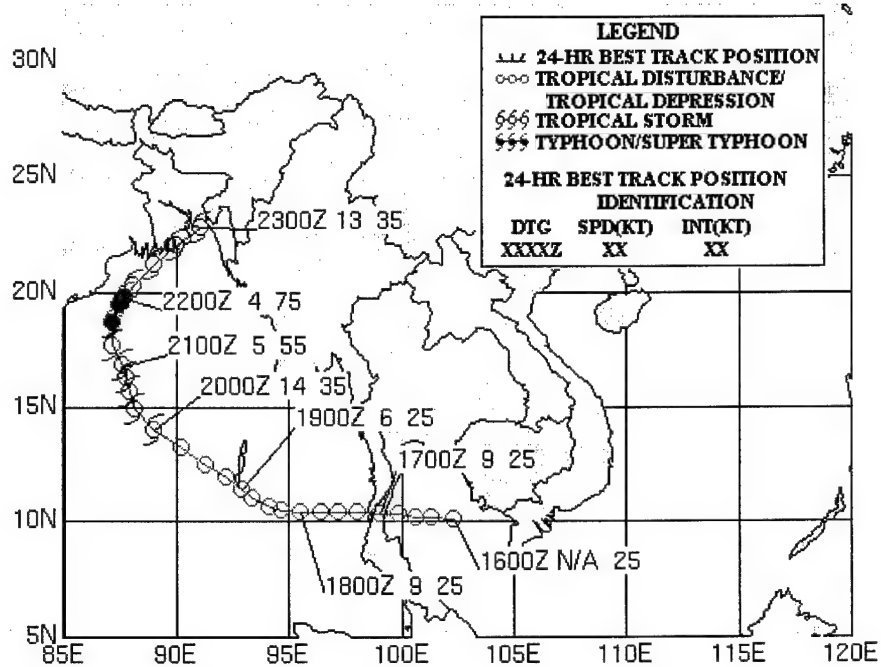 LEGEND
24-HR BEST TRACK POSITION
TROPICAL DISTURBANCE/
TROPICAL DEPRESSION
TROPICAL STORM
TYPHOON/SUPER TYPHOON
24-HR BEST TRACK POSITION
IDENTIFICATION
DTG SPD(KT) INT(KT)
XXXXZ XX XX
30N
25N
20N
15N
10N
5N
2300Z 13 35
2200Z 4 75
2100Z 5 55
2000Z 14 35
1900Z 6 25
1700Z 9 25
1600Z N/A 25
1800Z 9 25
85E 90E 95E 100E 105E 110E 115E 120E